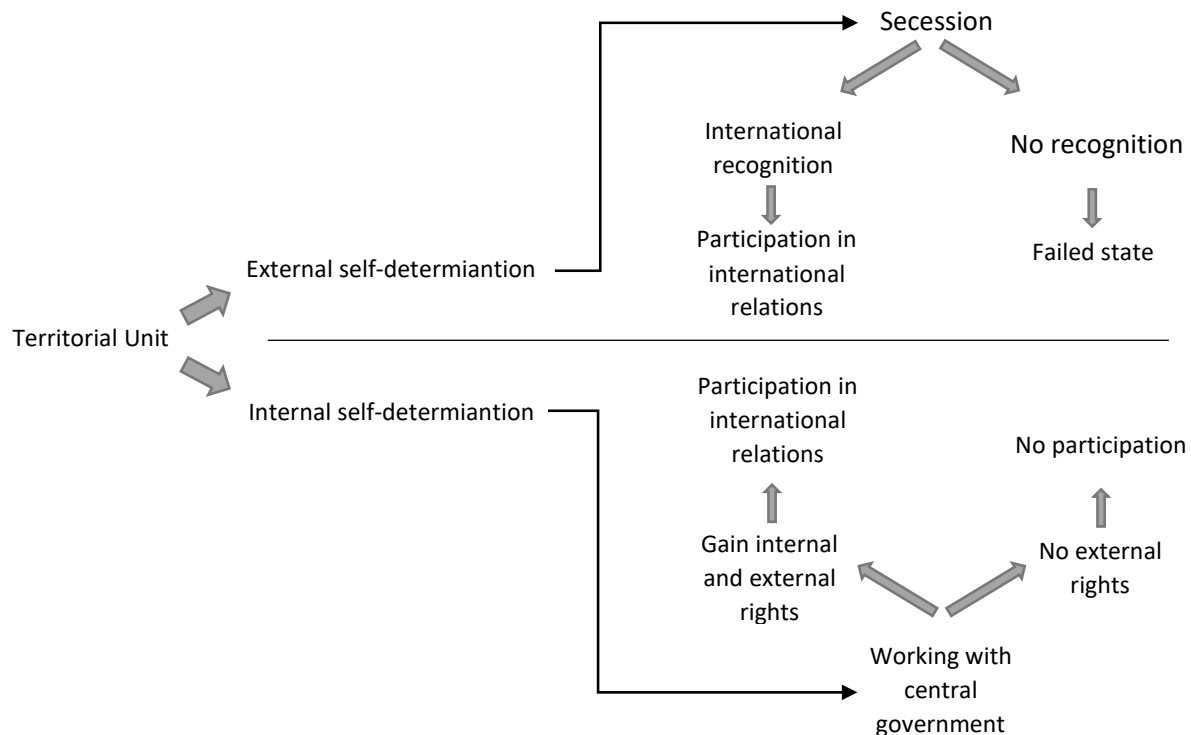 Secession
International
recognition
No recognition
Participation in
international
relations
Failed state
External self-determiantion
Territorial Unit
Internal self-determiantion
Participation in
international
relations
No participation
Gain internal
and external
rights
No external
rights
Working with
central
government